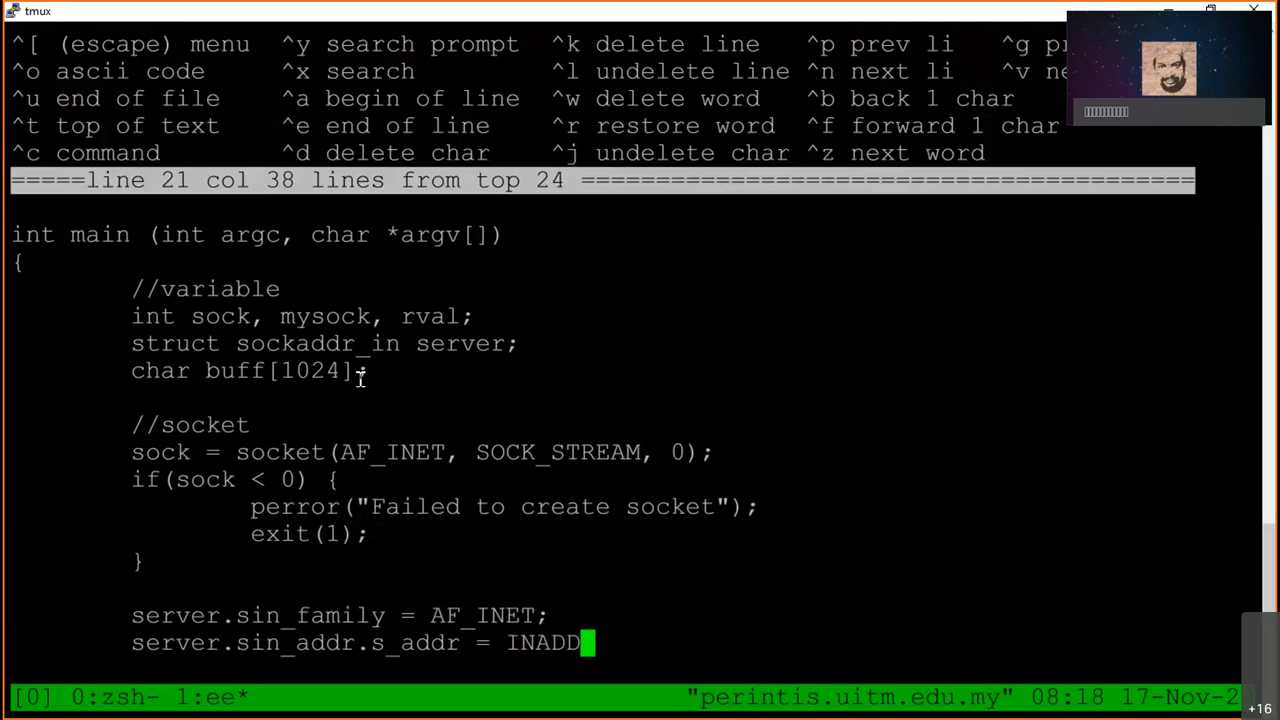 tmux
^[ (escape) menu ^y search prompt ^k delete line ^p prev li ^g
^o ascii code ^x search ^l undelete line ^n next li ^v
^u end of file ^a begin of line ^w delete word ^b back 1 char
^t top of text ^e end of line ^r restore word ^f forward 1 char
^c command ^d delete char ^j undelete char ^z next word
=====line 21 col 38 lines from top 24 =========================================
int main (int argc, char *argv[])
{
//variable
int sock, mysock, rval;
struct sockaddr_in server;
char buff[1024];
//socket
sock = socket(AF_INET, SOCK_STREAM, 0);
if(sock < 0) {
perror("Failed to create socket");
exit(1);
}
server.sin_family = AF_INET;
server.sin_addr.s_addr = INADD
[0] 0:zsh- 1:ee* "perintis.uitm.edu.my" 08:18 17-Nov-2
+16